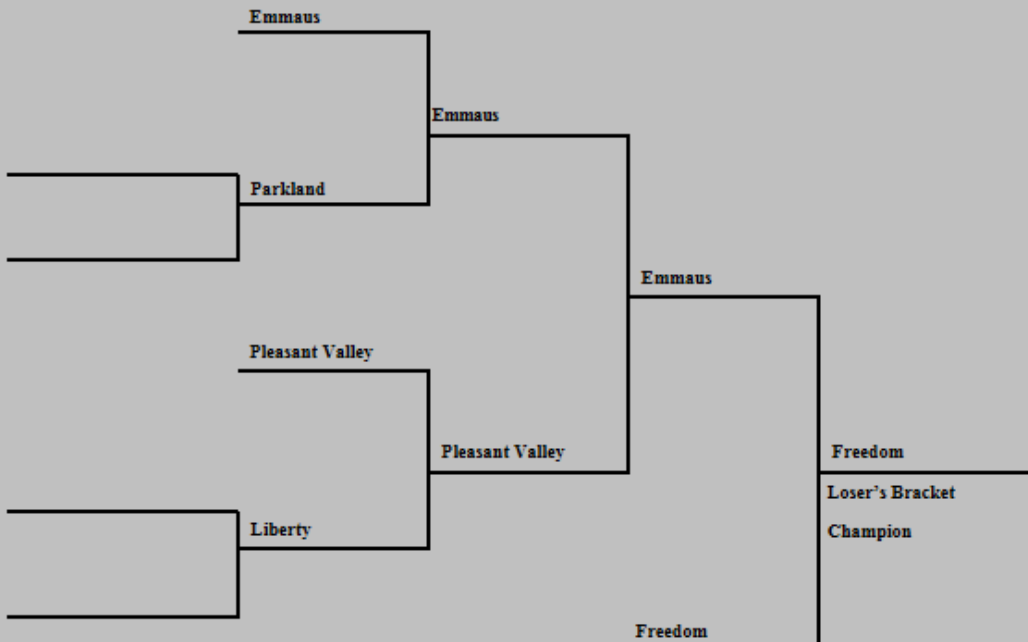 Emmaus
Emmaus
Parkland
Emmaus
Pleasant Valley
Pleasant Valley
Freedom
Loser’s Bracket
Champion
Liberty
Freedom